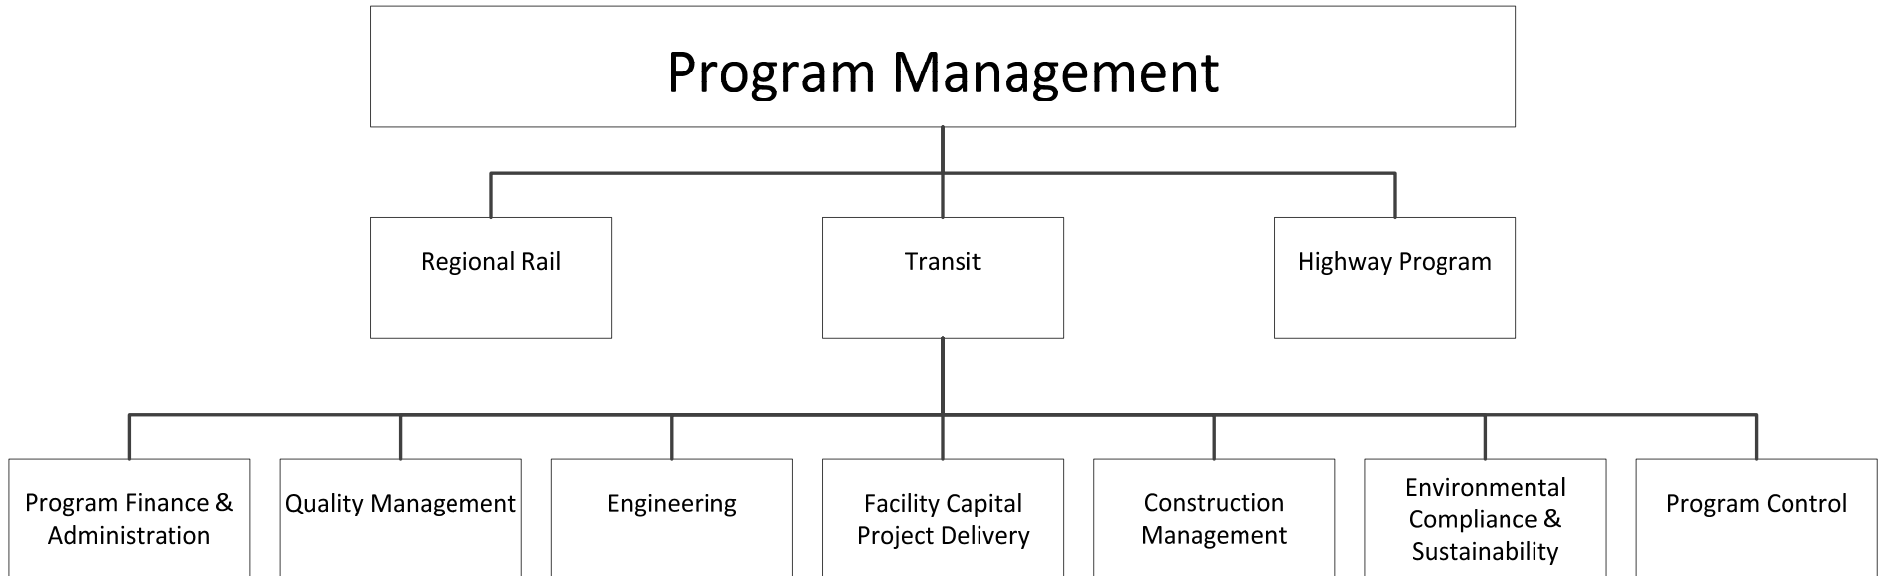 Program Management
Regional Rail
Transit
Highway Program
Program Finance &
Administration
Quality Management
Engineering
Facility Capital
Project Delivery
Construction
Management
Environmental
Compliance &
Sustainability
Program Control